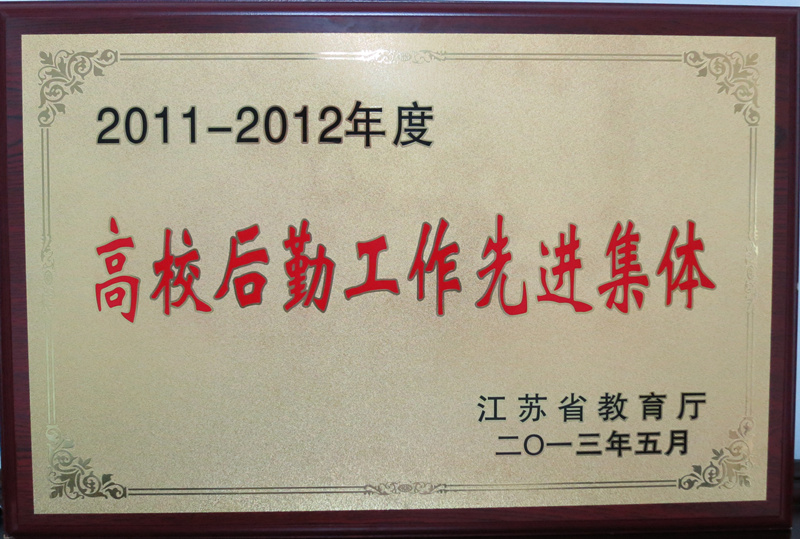 2011-2012年度
高校后勤工作先进集体
江苏省教育厅
二〇一三年五月